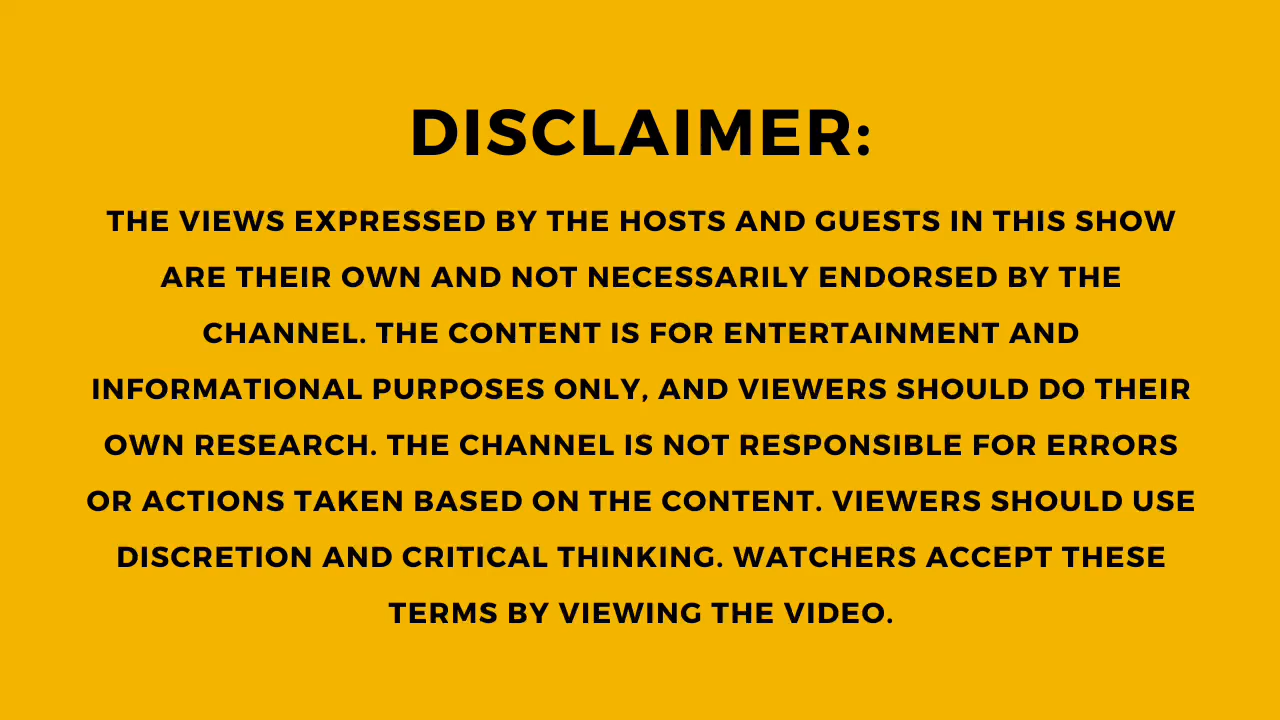 DISCLAIMER:
THE VIEWS EXPRESSED BY THE HOSTS AND GUESTS IN THIS SHOW
ARE THEIR OWN AND NOT NECESSARILY ENDORSED BY THE
CHANNEL. THE CONTENT IS FOR ENTERTAINMENT AND
INFORMATIONAL PURPOSES ONLY, AND VIEWERS SHOULD DO THEIR
OWN RESEARCH. THE CHANNEL IS NOT RESPONSIBLE FOR ERRORS
OR ACTIONS TAKEN BASED ON THE CONTENT. VIEWERS SHOULD USE
DISCRETION AND CRITICAL THINKING. WATCHERS ACCEPT THESE
TERMS BY VIEWING THE VIDEO.